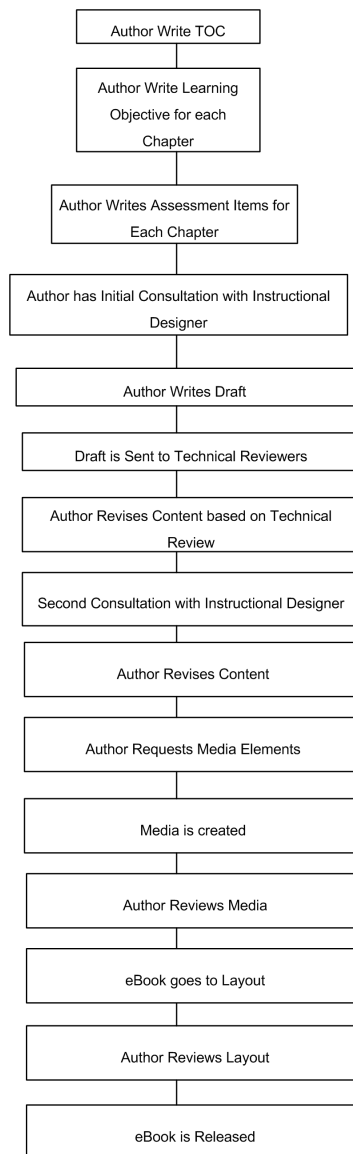 Author Write TOC
Author Write Learning
Objective for each
Chapter
Author Writes Assessment Items for
Each Chapter
Author has Initial Consultation with Instructional
Designer
Author Writes Draft
Draft is Sent to Technical Reviewers
Author Revises Content based on Technical
Review
Second Consultation with Instructional Designer
Author Revises Content
Author Requests Media Elements
Media is created
Author Reviews Media
eBook goes to Layout
Author Reviews Layout
eBook is Released